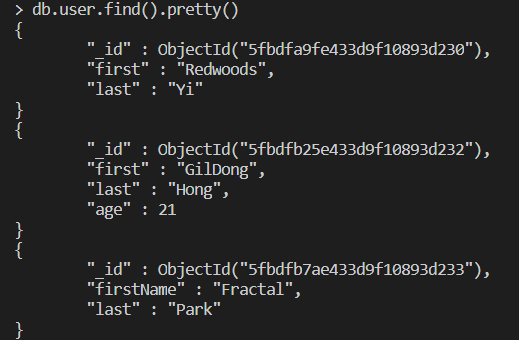 > db.user.find().pretty()
{
        "_id" : ObjectId("5fbdfa9fe433d9f10893d230"),
        "first" : "Redwoods",
        "last" : "Yi"
}
{
        "_id" : ObjectId("5fbdfb25e433d9f10893d232"),
        "first" : "GilDong",
        "last" : "Hong",
        "age" : 21
}
{
        "_id" : ObjectId("5fbdfb7ae433d9f10893d233"),
        "firstName" : "Fractal",
        "last" : "Park"
}